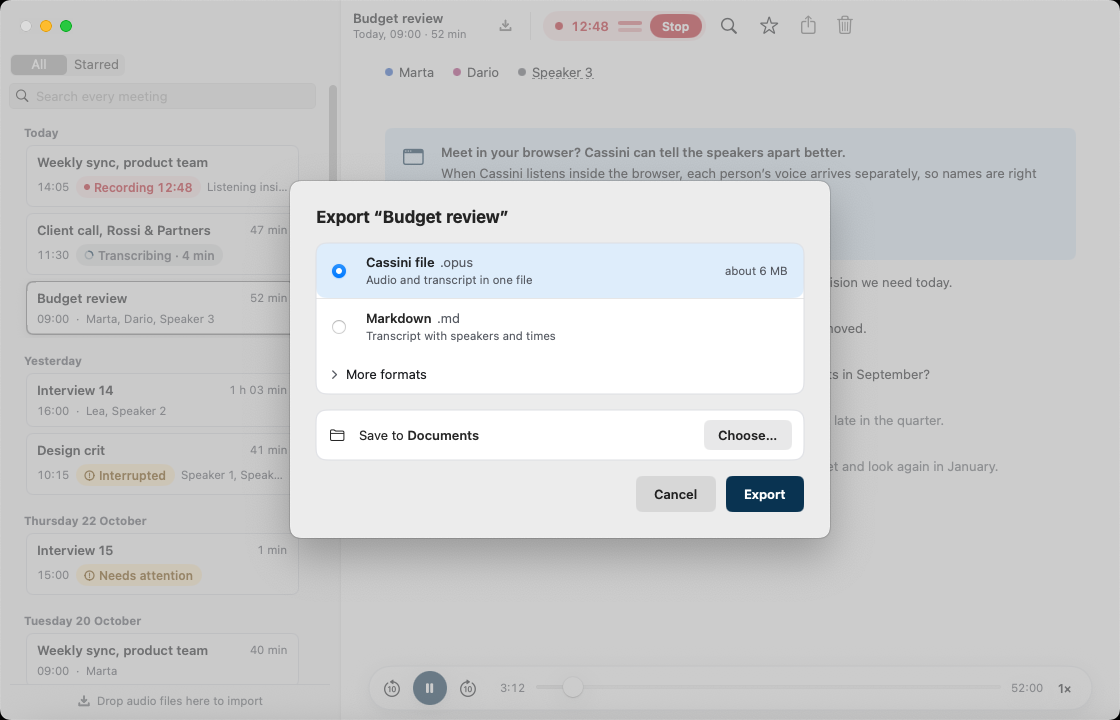 Budget review
Today, 09:00 · 52 min
12:48
Stop
All
Starred
Search every meeting
Marta
Dario
Speaker 3
Today
Weekly sync, product team
14:05
Recording 12:48
Listening insi…
Client call, Rossi & Partners
47 min
11:30
Transcribing · 4 min
Budget review
52 min
09:00 · Marta, Dario, Speaker 3
Yesterday
Interview 14
1 h 03 min
16:00 · Lea, Speaker 2
Design crit
41 min
10:15
Interrupted
Speaker 1, Speak…
Thursday 22 October
Interview 15
1 min
15:00
Needs attention
Tuesday 20 October
Weekly sync, product team
40 min
09:00 · Marta
Drop audio files here to import
Meet in your browser? Cassini can tell the speakers apart better.
When Cassini listens inside the browser, each person’s voice arrives separately, so names are right
we need today.
in September?
late in the quarter.
and look again in January.
Export “Budget review”
Cassini file .opus
Audio and transcript in one file
about 6 MB
Markdown .md
Transcript with speakers and times
More formats
Save to Documents
Choose...
Cancel
Export
10
10
3:12
52:00
1×